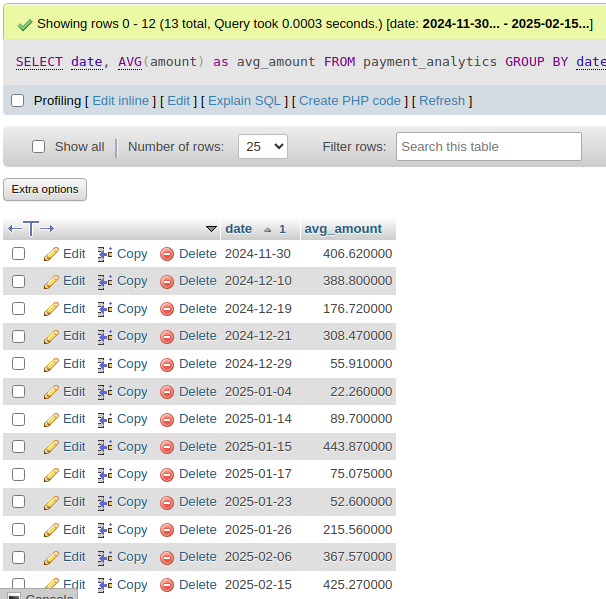 Showing rows 0 - 12 (13 total, Query took 0.0003 seconds.) [date: 2024-11-30... - 2025-02-15...]
SELECT date, AVG(amount) as avg_amount FROM payment_analytics GROUP BY date
Profiling [ Edit inline ] [ Edit ] [ Explain SQL ] [ Create PHP code ] [ Refresh ]
Show all | Number of rows: 25 Filter rows: Search this table
Extra options
←T→ date 1 avg_amount
Edit Copy Delete 2024-11-30 406.620000
Edit Copy Delete 2024-12-10 388.800000
Edit Copy Delete 2024-12-19 176.720000
Edit Copy Delete 2024-12-21 308.470000
Edit Copy Delete 2024-12-29 55.910000
Edit Copy Delete 2025-01-04 22.260000
Edit Copy Delete 2025-01-14 89.700000
Edit Copy Delete 2025-01-15 443.870000
Edit Copy Delete 2025-01-17 75.075000
Edit Copy Delete 2025-01-23 52.600000
Edit Copy Delete 2025-01-26 215.560000
Edit Copy Delete 2025-02-06 367.570000
Edit Copy Delete 2025-02-15 425.270000
Console